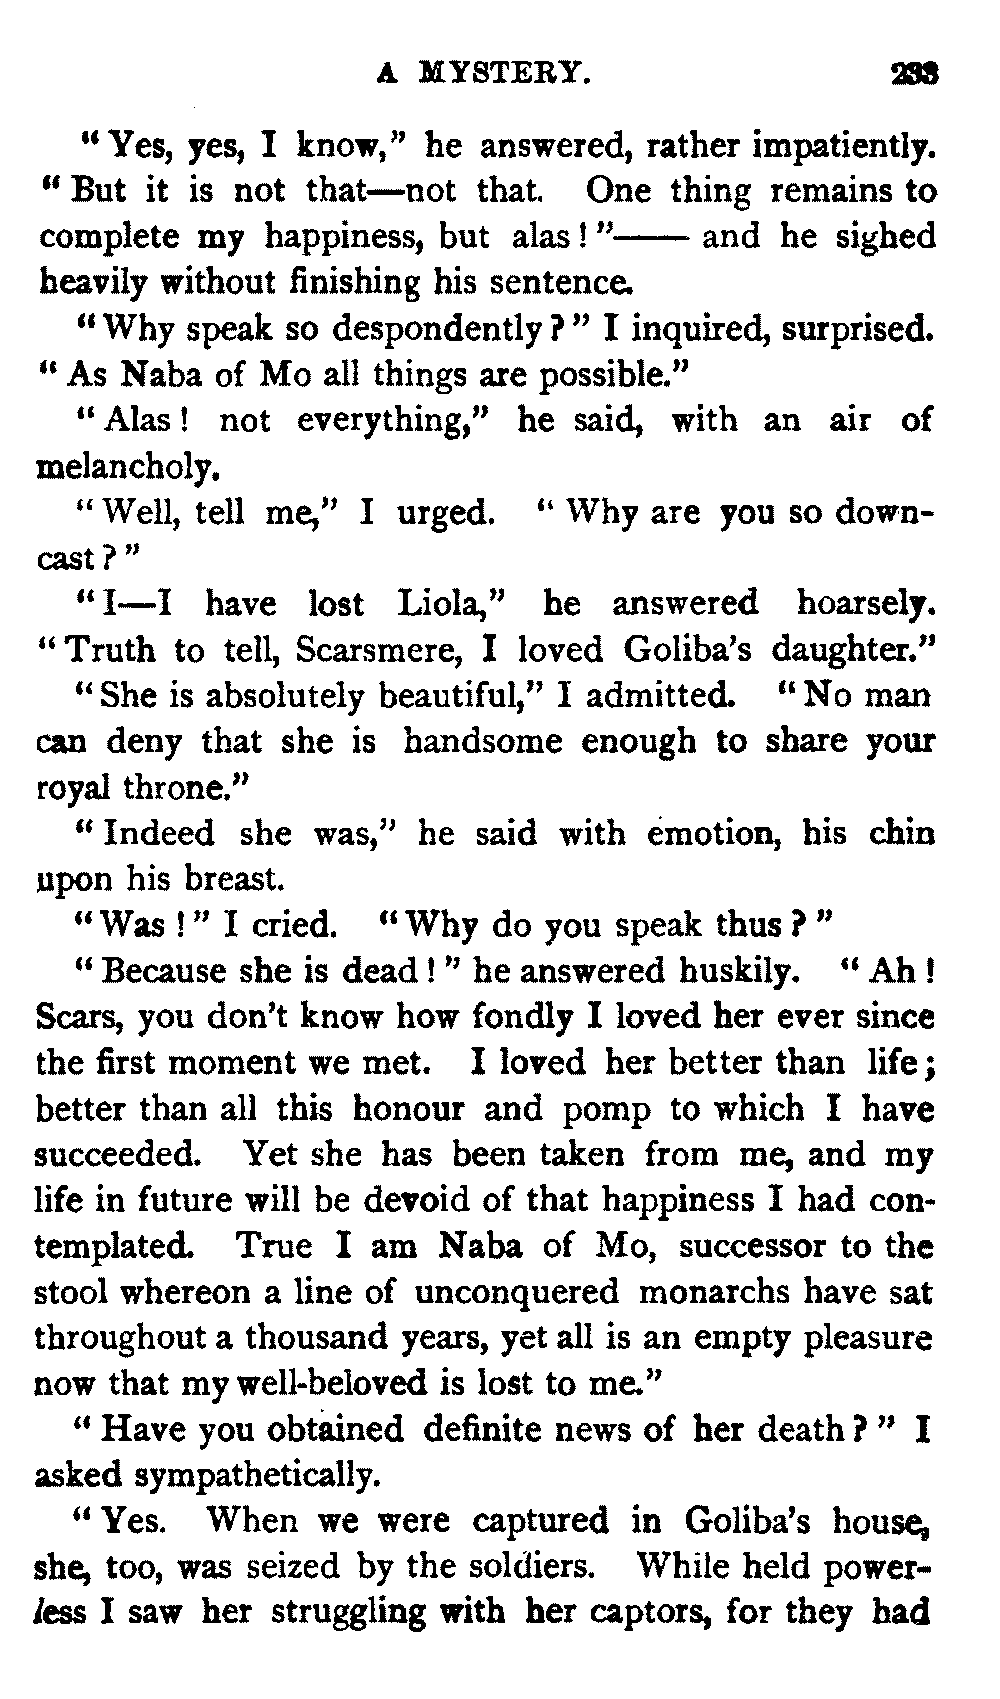 A MYSTERY. 233
"Yes, yes, I know," he answered, rather impatiently.
"But it is not that—not that. One thing remains to
complete my happiness, but alas!"—— and he sighed
heavily without finishing his sentence.
"Why speak so despondently?" I inquired, surprised.
"As Naba of Mo all things are possible."
"Alas! not everything," he said, with an air of
melancholy.
"Well, tell me," I urged. "Why are you so down-
cast?"
"I—I have lost Liola," he answered hoarsely.
"Truth to tell, Scarsmere, I loved Goliba's daughter."
"She is absolutely beautiful," I admitted. "No man
can deny that she is handsome enough to share your
royal throne."
"Indeed she was," he said with emotion, his chin
upon his breast.
"Was!" I cried. "Why do you speak thus?"
"Because she is dead!" he answered huskily. "Ah!
Scars, you don't know how fondly I loved her ever since
the first moment we met. I loved her better than life;
better than all this honour and pomp to which I have
succeeded. Yet she has been taken from me, and my
life in future will be devoid of that happiness I had con-
templated. True I am Naba of Mo, successor to the
stool whereon a line of unconquered monarchs have sat
throughout a thousand years, yet all is an empty pleasure
now that my well-beloved is lost to me."
"Have you obtained definite news of her death?" I
asked sympathetically.
"Yes. When we were captured in Goliba's house,
she, too, was seized by the soldiers. While held power-
less I saw her struggling with her captors, for they had